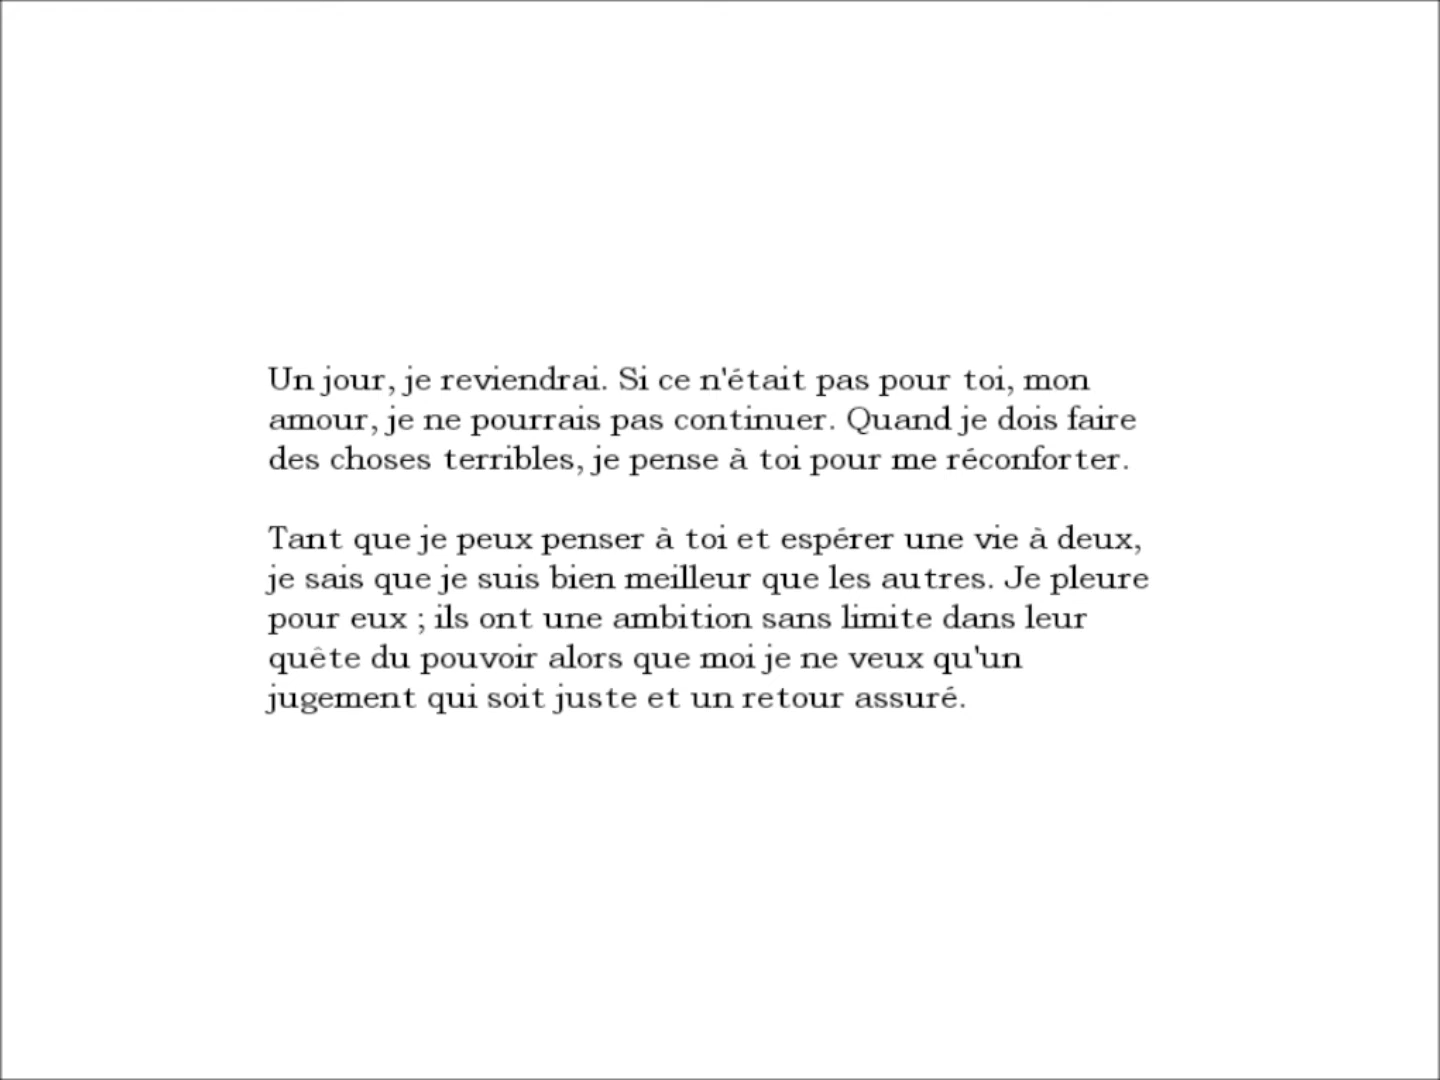 Un jour, je reviendrai. Si ce n'était pas pour toi, mon
amour, je ne pourrais pas continuer. Quand je dois faire
des choses terribles, je pense à toi pour me réconforter.
Tant que je peux penser à toi et espérer une vie à deux,
je sais que je suis bien meilleur que les autres. Je pleure
pour eux ; ils ont une ambition sans limite dans leur
quête du pouvoir alors que moi je ne veux qu'un
jugement qui soit juste et un retour assuré.